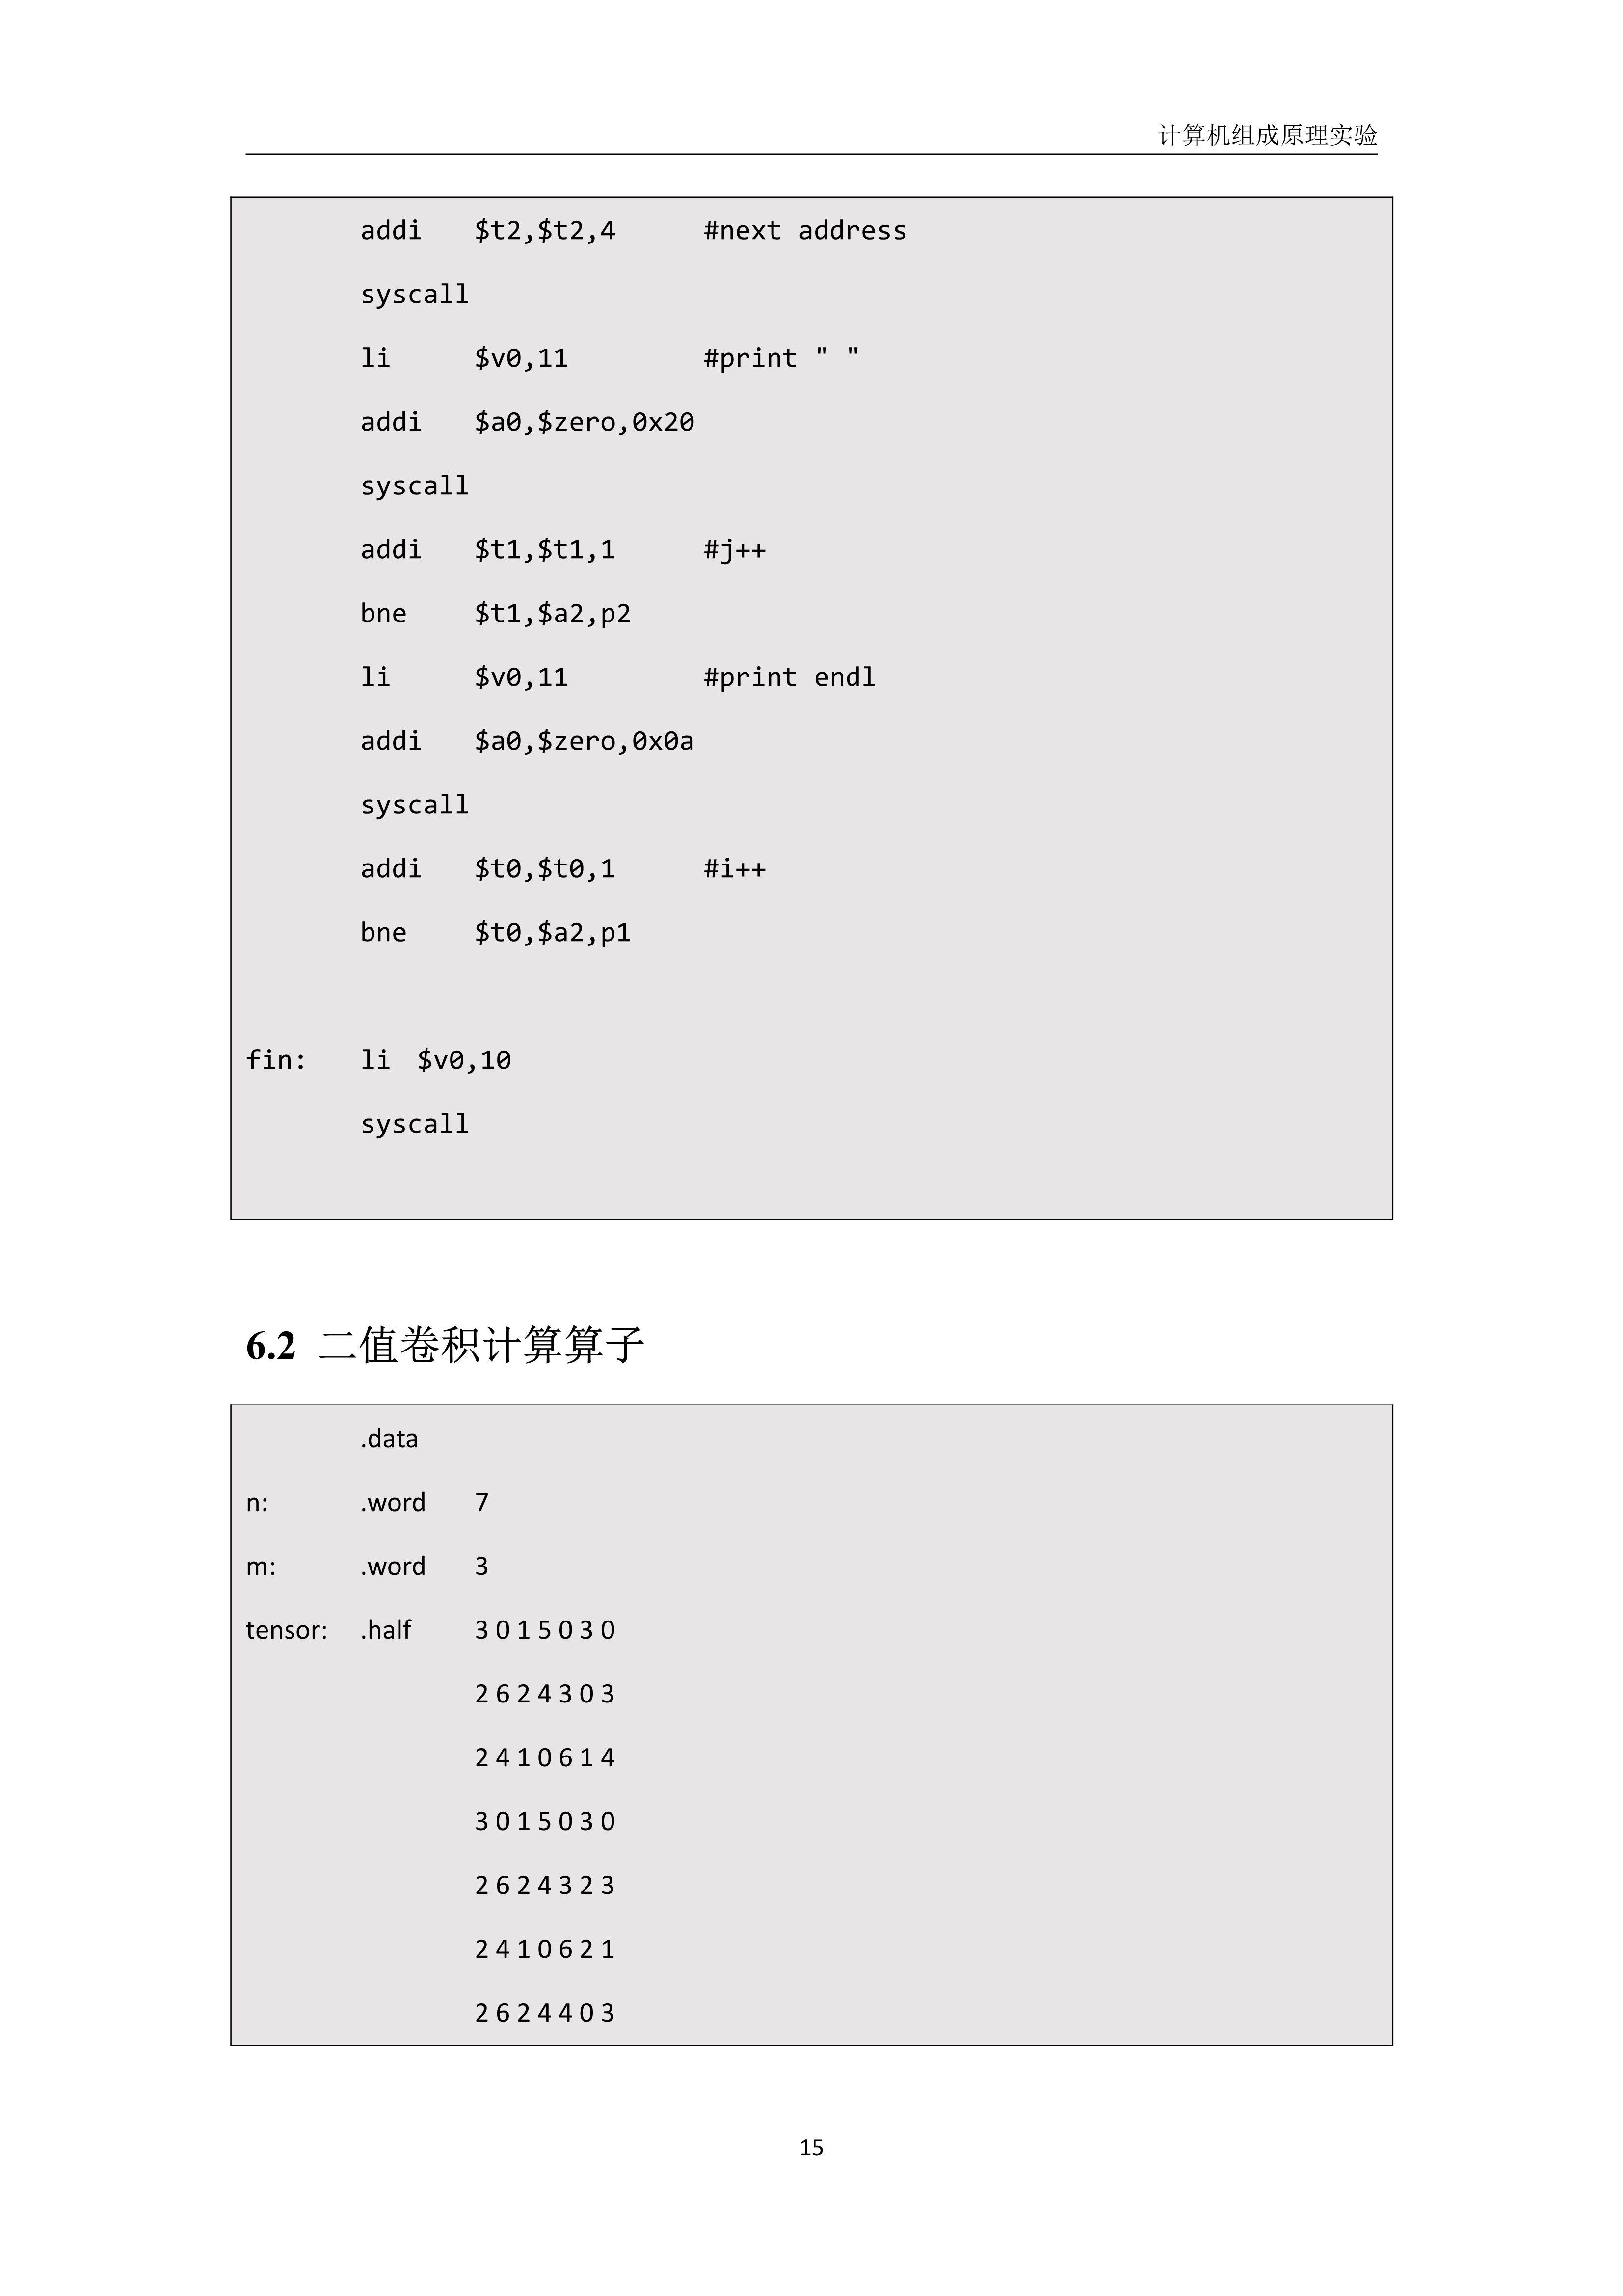 计算机组成原理实验
addi $t2,$t2,4 #next address
syscall
li $v0,11 #print " "
addi $a0,$zero,0x20
syscall
addi $t1,$t1,1 #j++
bne $t1,$a2,p2
li $v0,11 #print endl
addi $a0,$zero,0x0a
syscall
addi $t0,$t0,1 #i++
bne $t0,$a2,p1
fin: li $v0,10
syscall
6.2 二值卷积计算算子
.data
n: .word 7
m: .word 3
tensor: .half 3 0 1 5 0 3 0
2 6 2 4 3 0 3
2 4 1 0 6 1 4
3 0 1 5 0 3 0
2 6 2 4 3 2 3
2 4 1 0 6 2 1
2 6 2 4 4 0 3
15